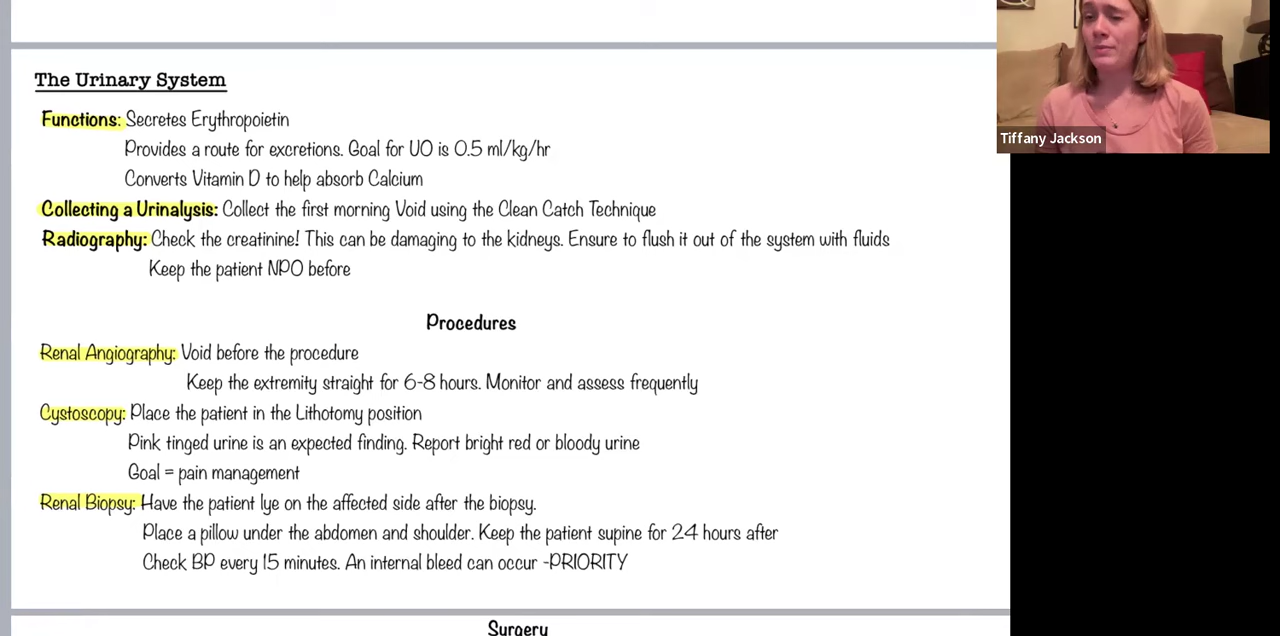 The Urinary System
Functions: Secretes Erythropoietin
Provides a route for excretions. Goal for UO is 0.5 ml/kg/hr
Converts Vitamin D to help absorb Calcium
Collecting a Urinalysis: Collect the first morning Void using the Clean Catch Technique
Radiography: Check the creatinine! This can be damaging to the kidneys. Ensure to flush it out of the system with fluids
Keep the patient NPO before
Procedures
Renal Angiography: Void before the procedure
Keep the extremity straight for 6-8 hours. Monitor and assess frequently
Cystoscopy: Place the patient in the Lithotomy position
Pink tinged urine is an expected finding. Report bright red or bloody urine
Goal = pain management
Renal Biopsy: Have the patient lye on the affected side after the biopsy.
Place a pillow under the abdomen and shoulder. Keep the patient supine for 24 hours after
Check BP every 15 minutes. An internal bleed can occur -PRIORITY
Surgery
Tiffany Jackson